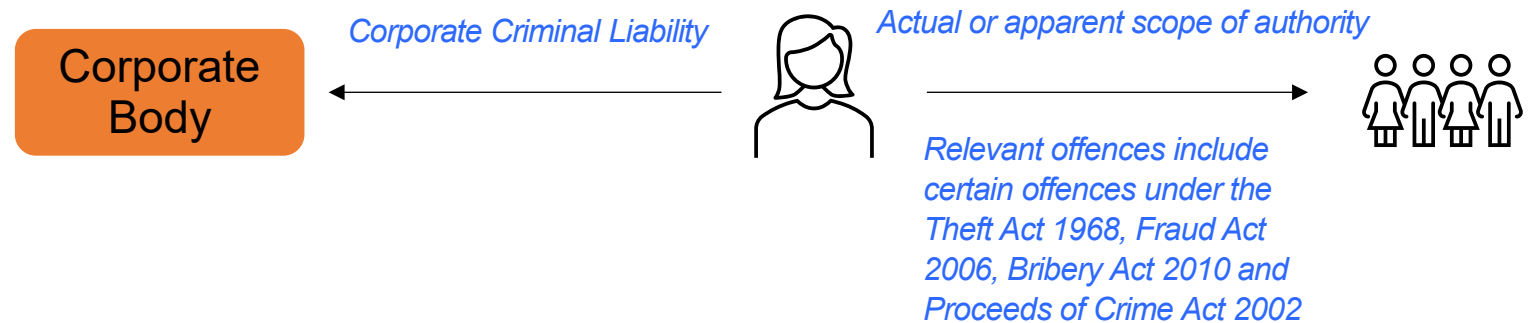 Corporate
Body
Corporate Criminal Liability
Actual or apparent scope of authority
Relevant offences include
certain offences under the
Theft Act 1968, Fraud Act
2006, Bribery Act 2010 and
Proceeds of Crime Act 2002